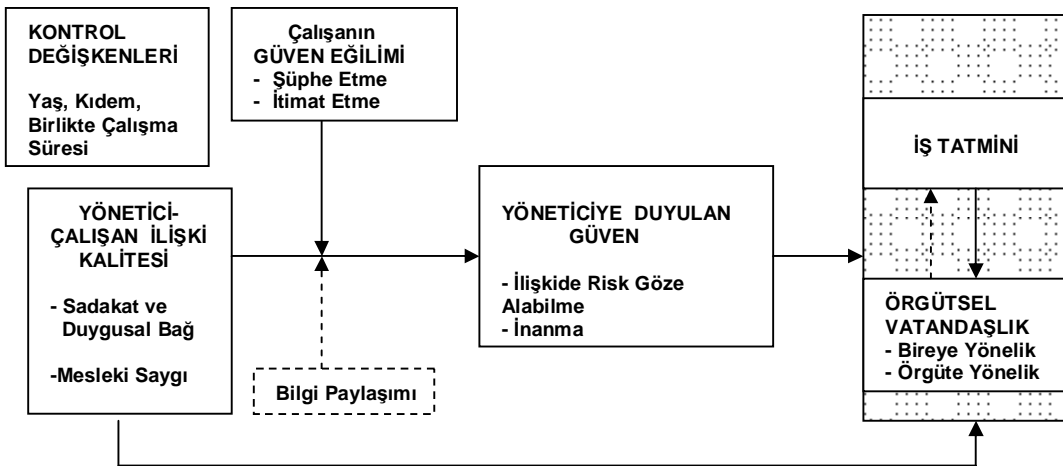 KONTROL
DEĞİŞKENLERİ
Yaş, Kıdem,
Birlikte Çalışma
Süresi
Çalışanın
GÜVEN EĞİLİMİ
- Şüphe Etme
- İtimat Etme
İŞ TATMİNİ
YÖNETİCİ-
ÇALIŞAN İLİŞKİ
KALİTESİ
- Sadakat ve
Duygusal Bağ
-Mesleki Saygı
Bilgi Paylaşımı
YÖNETİCİYE DUYULAN
GÜVEN
- İlişkide Risk Göze
Alabilme
- İnanma
ÖRGÜTSEL
VATANDAŞLIK
- Bireye Yönelik
- Örgüte Yönelik